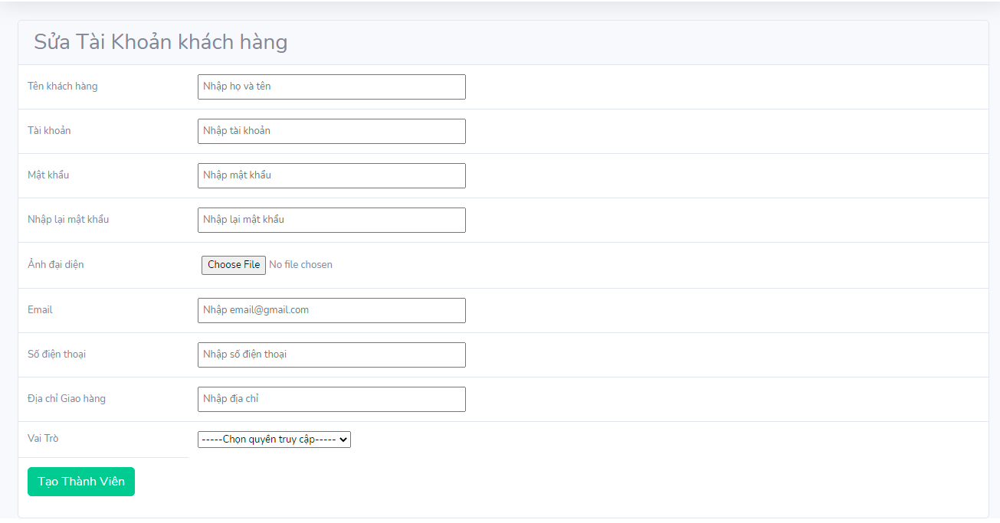 Sửa Tài Khoản khách hàng
Tên khách hàng Nhập họ và tên
Tài khoản Nhập tài khoản
Mật khẩu Nhập mật khẩu
Nhập lại mật khẩu Nhập lại mật khẩu
Ảnh đại diện Choose File No file chosen
Email Nhập email@gmail.com
Số điện thoại Nhập số điện thoại
Địa chỉ Giao hàng Nhập địa chỉ
Vai Trò -----Chọn quyền truy cập-----
Tạo Thành Viên